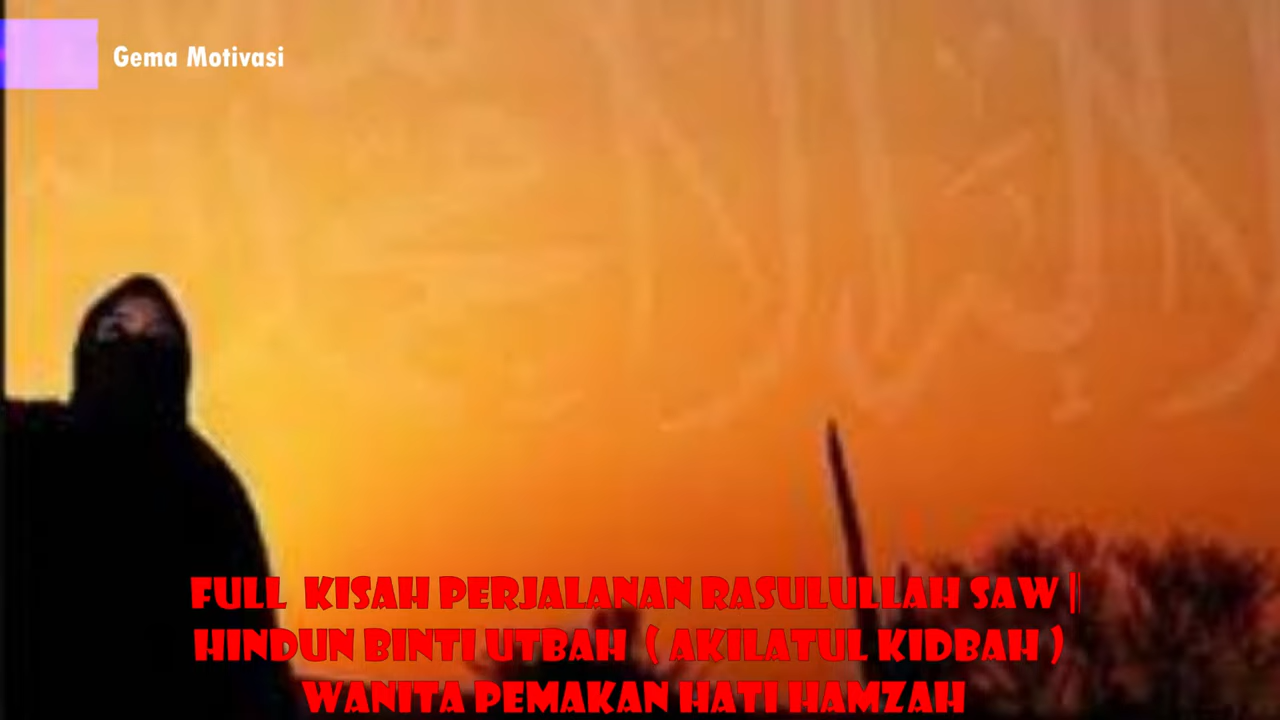 Gema Motivasi
FULL KISAH PERJALANAN RASULULLAH SAW |
HINDUN BINTI UTBAH ( AKILATUL KIDBAH )
WANITA PEMAKAN HATI HAMZAH